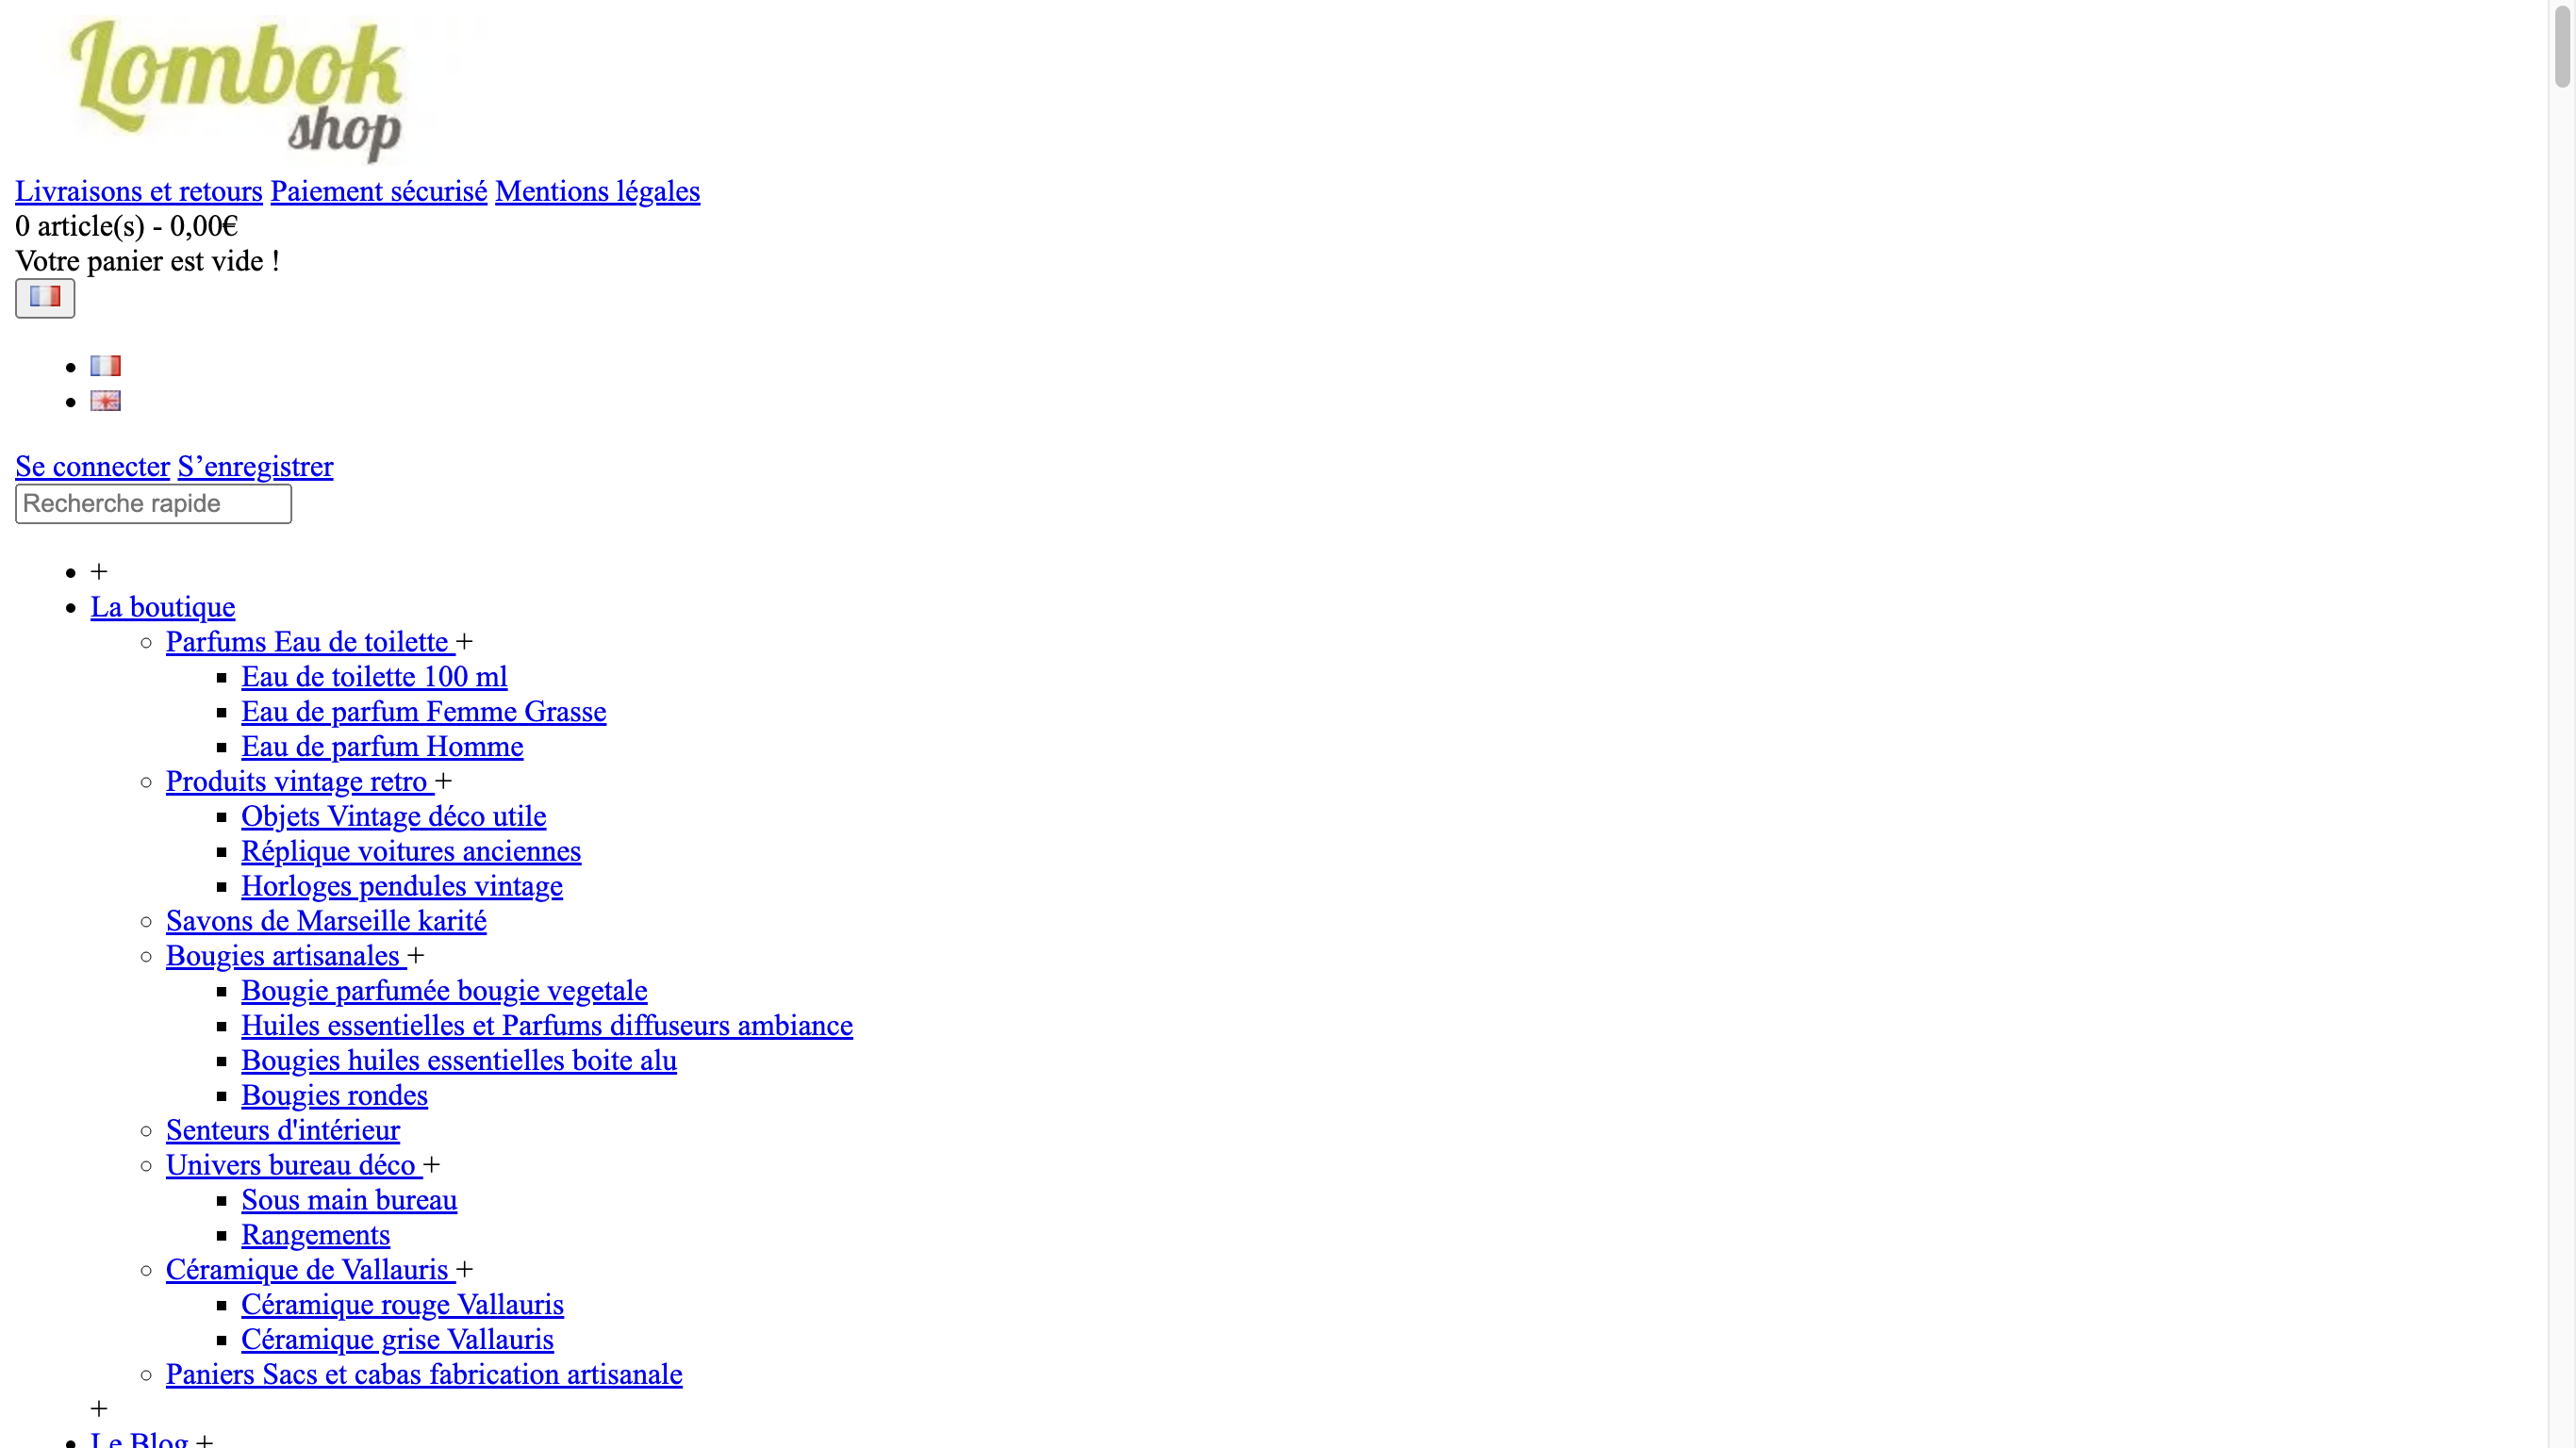 Lombok
shop
Livraisons et retours Paiement sécurisé Mentions légales
0 article(s) - 0,00€
Votre panier est vide !
Se connecter S’enregistrer
Recherche rapide
+
La boutique
Parfums Eau de toilette +
Eau de toilette 100 ml
Eau de parfum Femme Grasse
Eau de parfum Homme
Produits vintage retro +
Objets Vintage déco utile
Réplique voitures anciennes
Horloges pendules vintage
Savons de Marseille karité
Bougies artisanales +
Bougie parfumée bougie vegetale
Huiles essentielles et Parfums diffuseurs ambiance
Bougies huiles essentielles boite alu
Bougies rondes
Senteurs d'intérieur
Univers bureau déco +
Sous main bureau
Rangements
Céramique de Vallauris +
Céramique rouge Vallauris
Céramique grise Vallauris
Paniers Sacs et cabas fabrication artisanale
+
Le Blog +